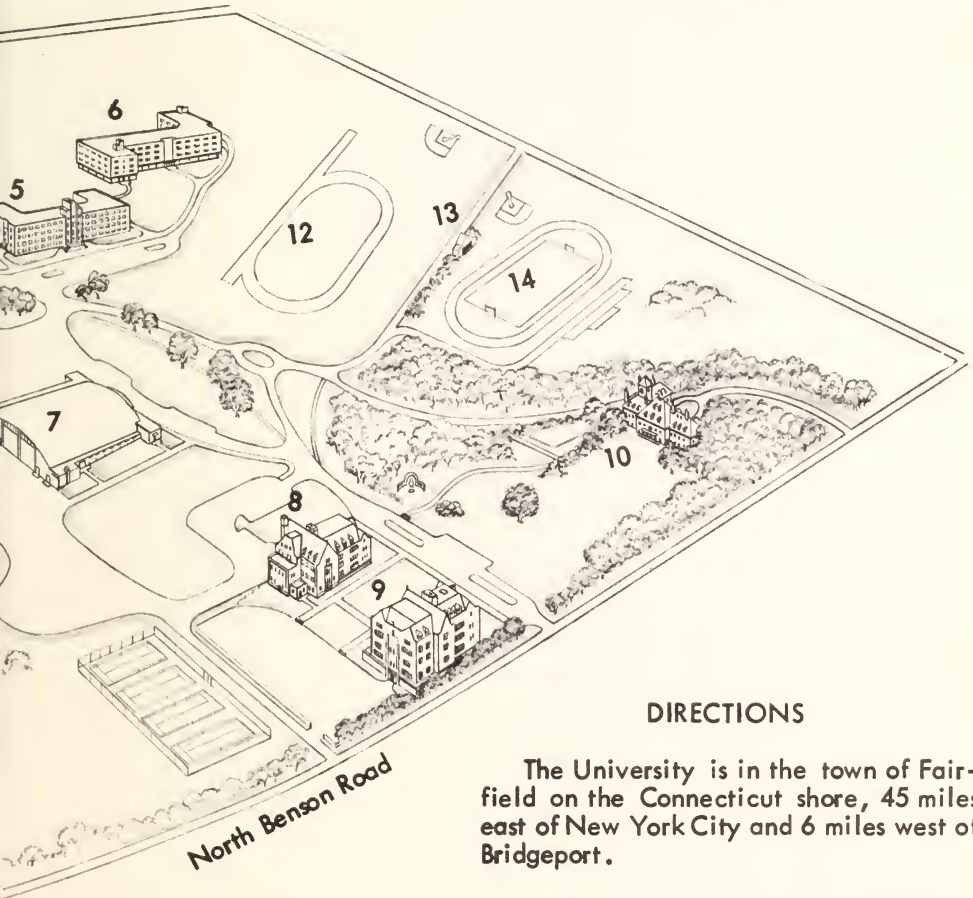 6
5
12
13
14
7
10
8
9
North Benson Road
DIRECTIONS
The University is in the town of Fair-
field on the Connecticut shore, 45 miles
east of New York City and 6 miles west of
Bridgeport.